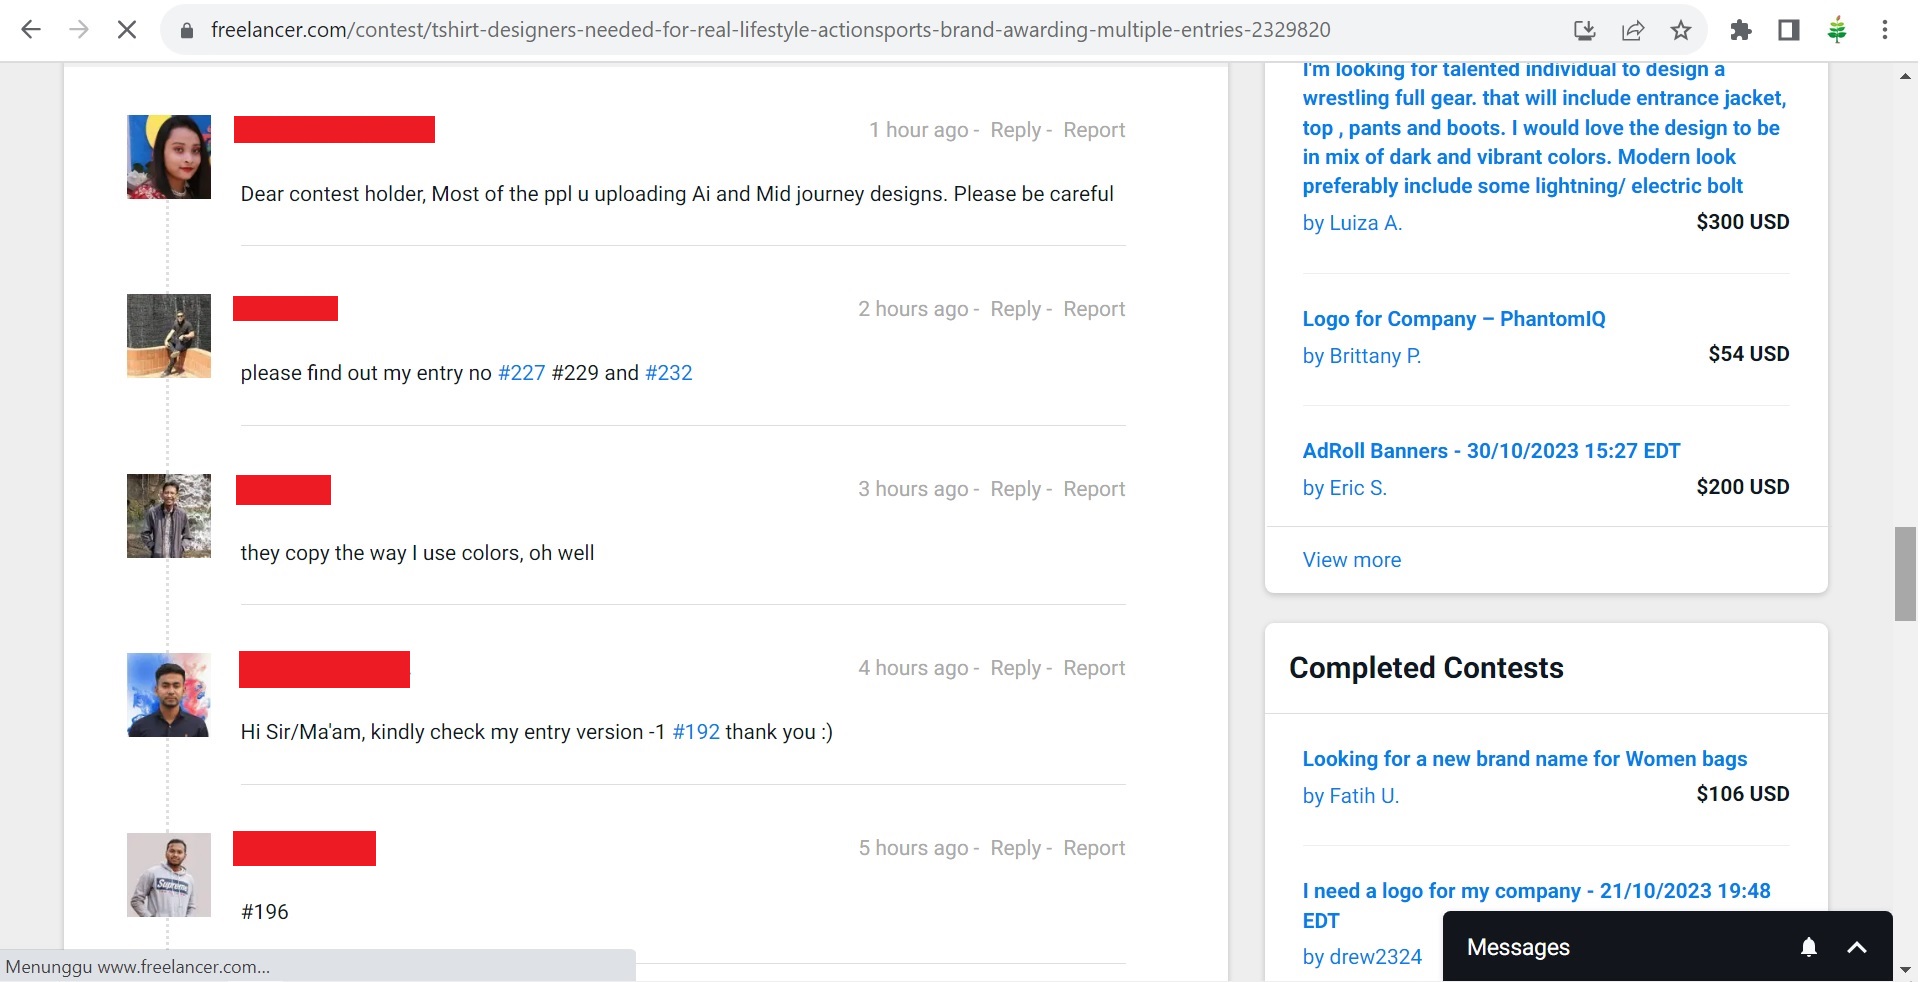 freelancer.com/contest/tshirt-designers-needed-for-real-lifestyle-actionsports-brand-awarding-multiple-entries-2329820
1 hour ago - Reply - Report
Dear contest holder, Most of the ppl u uploading Ai and Mid journey designs. Please be careful
2 hours ago - Reply - Report
please find out my entry no #227 #229 and #232
3 hours ago - Reply - Report
they copy the way I use colors, oh well
4 hours ago - Reply - Report
Hi Sir/Ma'am, kindly check my entry version -1 #192 thank you :)
5 hours ago - Reply - Report
Supreme
#196
Menunggu www.freelancer.com...
I'm looking for talented individual to design a
wrestling full gear. that will include entrance jacket,
top , pants and boots. I would love the design to be
in mix of dark and vibrant colors. Modern look
preferably include some lightning/ electric bolt
by Luiza A. $300 USD
Logo for Company – PhantomIQ
by Brittany P. $54 USD
AdRoll Banners - 30/10/2023 15:27 EDT
by Eric S. $200 USD
View more
Completed Contests
Looking for a new brand name for Women bags
by Fatih U. $106 USD
I need a logo for my company - 21/10/2023 19:48
EDT
by drew2324
Messages